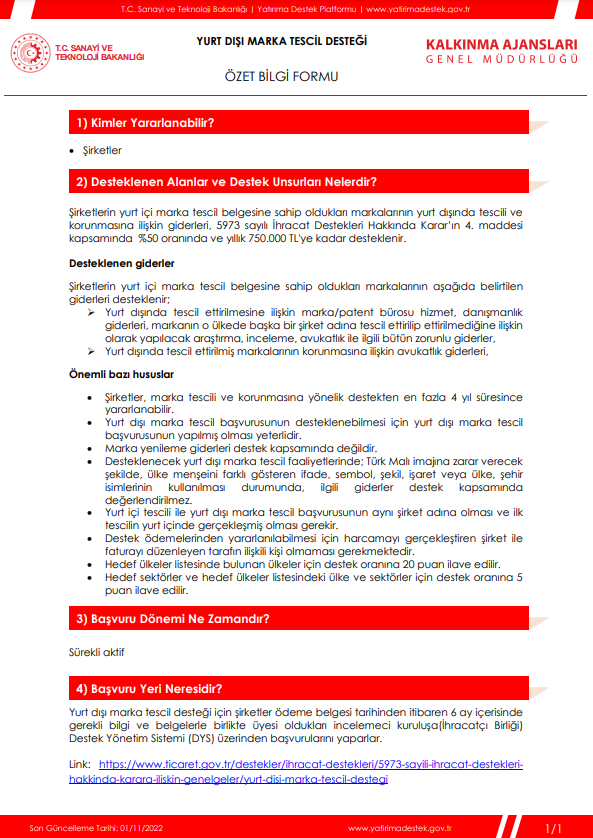 T.C. Sanayi ve Teknoloji Bakanlığı | Yatırıma Destek Platformu | www.yatirimadestek.gov.tr
T.C. SANAYİ VE
TEKNOLOJİ BAKANLIĞI
YURT DIŞI MARKA TESCİL DESTEĞİ
ÖZET BİLGİ FORMU
KALKINMA AJANSLARI
GENEL MÜDÜRLÜĞÜ
1) Kimler Yararlanabilir?
• Şirketler
2) Desteklenen Alanlar ve Destek Unsurları Nelerdir?
Şirketlerin yurt içi marka tescil belgesine sahip oldukları markalarının yurt dışında tescili ve
korunmasına ilişkin giderleri, 5973 sayılı İhracat Destekleri Hakkında Karar'ın 4. maddesi
kapsamında %50 oranında ve yıllık 750.000 TL'ye kadar desteklenir.
Desteklenen giderler
Şirketlerin yurt içi marka tescil belgesine sahip oldukları markalarının aşağıda belirtilen
giderleri desteklenir;
➢ Yurt dışında tescil ettirilmesine ilişkin marka/patent bürosu hizmet, danışmanlık
giderleri, markanın o ülkede başka bir şirket adına tescil ettirilip ettirilmediğine ilişkin
olarak yapılacak araştırma, inceleme, avukatlık ile ilgili bütün zorunlu giderler,
➢ Yurt dışında tescil ettirilmiş markalarının korunmasına ilişkin avukatlık giderleri,
Önemli bazı hususlar
• Şirketler, marka tescili ve korunmasına yönelik destekten en fazla 4 yıl süresince
yararlanabilir.
• Yurt dışı marka tescil başvurusunun desteklenebilmesi için yurt dışı marka tescil
başvurusunun yapılmış olması yeterlidir.
• Marka yenileme giderleri destek kapsamında değildir.
• Desteklenecek yurt dışı marka tescil faaliyetlerinde; Türk Malı imajına zarar verecek
şekilde, ülke menşeini farklı gösteren ifade, sembol, şekil, işaret veya ülke, şehir
isimlerinin kullanılması durumunda, ilgili giderler destek kapsamında
değerlendirilmez.
• Yurt içi tescili ile yurt dışı marka tescil başvurusunun aynı şirket adına olması ve ilk
tescilin yurt içinde gerçekleşmiş olması gerekir.
• Destek ödemelerinden yararlanılabilmesi için harcamayı gerçekleştiren şirket ile
faturayı düzenleyen tarafın ilişkili kişi olmaması gerekmektedir.
• Hedef ülkeler listesinde bulunan ülkeler için destek oranına 20 puan ilave edilir.
• Hedef sektörler ve hedef ülkeler listesindeki ülke ve sektörler için destek oranına 5
puan ilave edilir.
3) Başvuru Dönemi Ne Zamandır?
Sürekli aktif
4) Başvuru Yeri Neresidir?
Yurt dışı marka tescil desteği için şirketler ödeme belgesi tarihinden itibaren 6 ay içerisinde
gerekli bilgi ve belgelerle birlikte üyesi oldukları incelemeci kuruluşa(İhracatçı Birliği)
Destek Yönetim Sistemi (DYS) üzerinden başvurularını yaparlar.
Link: https://www.ticaret.gov.tr/destekler/ihracat-destekleri/5973-sayili-ihracat-destekleri-
hakkinda-karara-iliskin-genelgeler/yurt-disi-marka-tescil-destegi
Son Güncelleme Tarihi: 01/11/2022
www.yatirimadestek.gov.tr
1/1